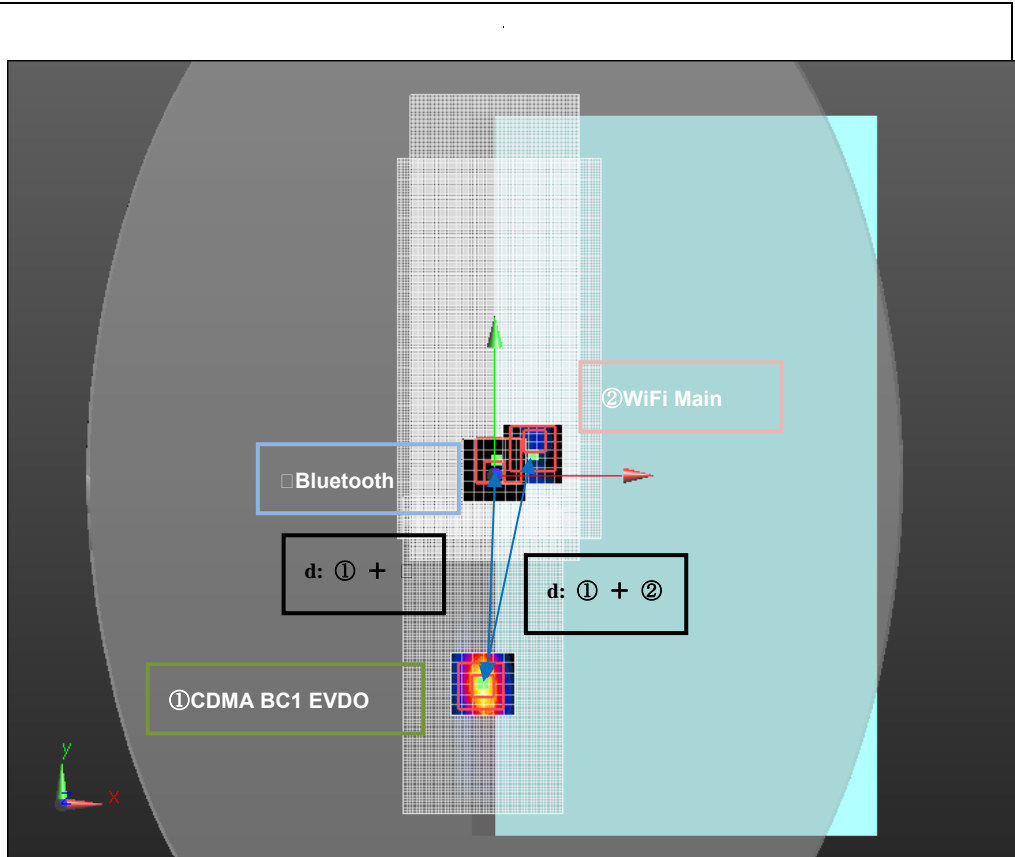 ②WiFi Main
□Bluetooth
d: ① + □
d: ① + ②
①CDMA BC1 EVDO
y
X